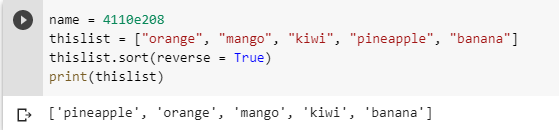 name = 4110e208
thislist = ["orange", "mango", "kiwi", "pineapple", "banana"]
thislist.sort(reverse = True)
print(thislist)
['pineapple', 'orange', 'mango', 'kiwi', 'banana']